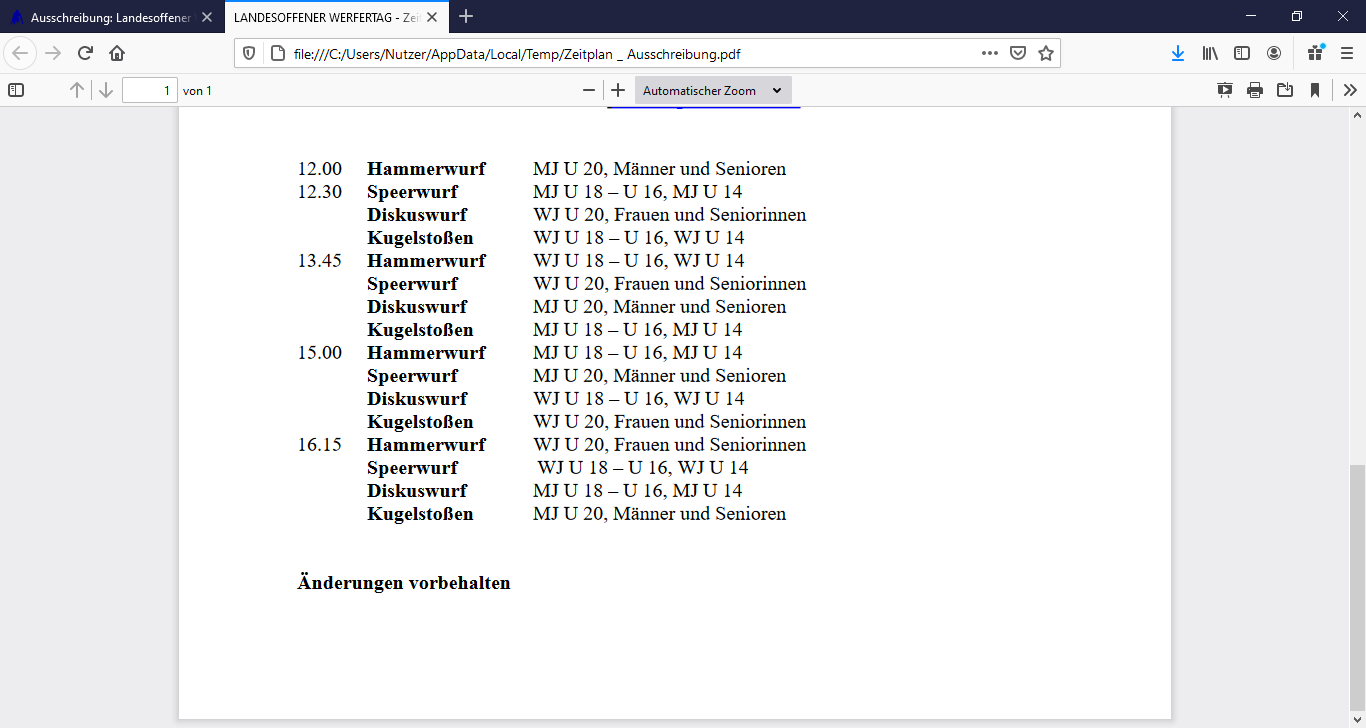 Ausschreibung: Landesoffener
LANDESOFFENER WERFERTAG - Zei
file:///C:/Users/Nutzer/AppData/Local/Temp/Zeitplan _ Ausschreibung.pdf
1 von 1
Automatischer Zoom
12.00 Hammerwurf MJ U 20, Männer und Senioren
12.30 Speerwurf MJ U 18 – U 16, MJ U 14
Diskuswurf WJ U 20, Frauen und Seniorinnen
Kugelstoßen WJ U 18 – U 16, WJ U 14
13.45 Hammerwurf WJ U 18 – U 16, WJ U 14
Speerwurf WJ U 20, Frauen und Seniorinnen
Diskuswurf MJ U 20, Männer und Senioren
Kugelstoßen MJ U 18 – U 16, MJ U 14
15.00 Hammerwurf MJ U 18 – U 16, MJ U 14
Speerwurf MJ U 20, Männer und Senioren
Diskuswurf WJ U 18 – U 16, WJ U 14
Kugelstoßen WJ U 20, Frauen und Seniorinnen
16.15 Hammerwurf WJ U 20, Frauen und Seniorinnen
Speerwurf WJ U 18 – U 16, WJ U 14
Diskuswurf MJ U 18 – U 16, MJ U 14
Kugelstoßen MJ U 20, Männer und Senioren
Änderungen vorbehalten